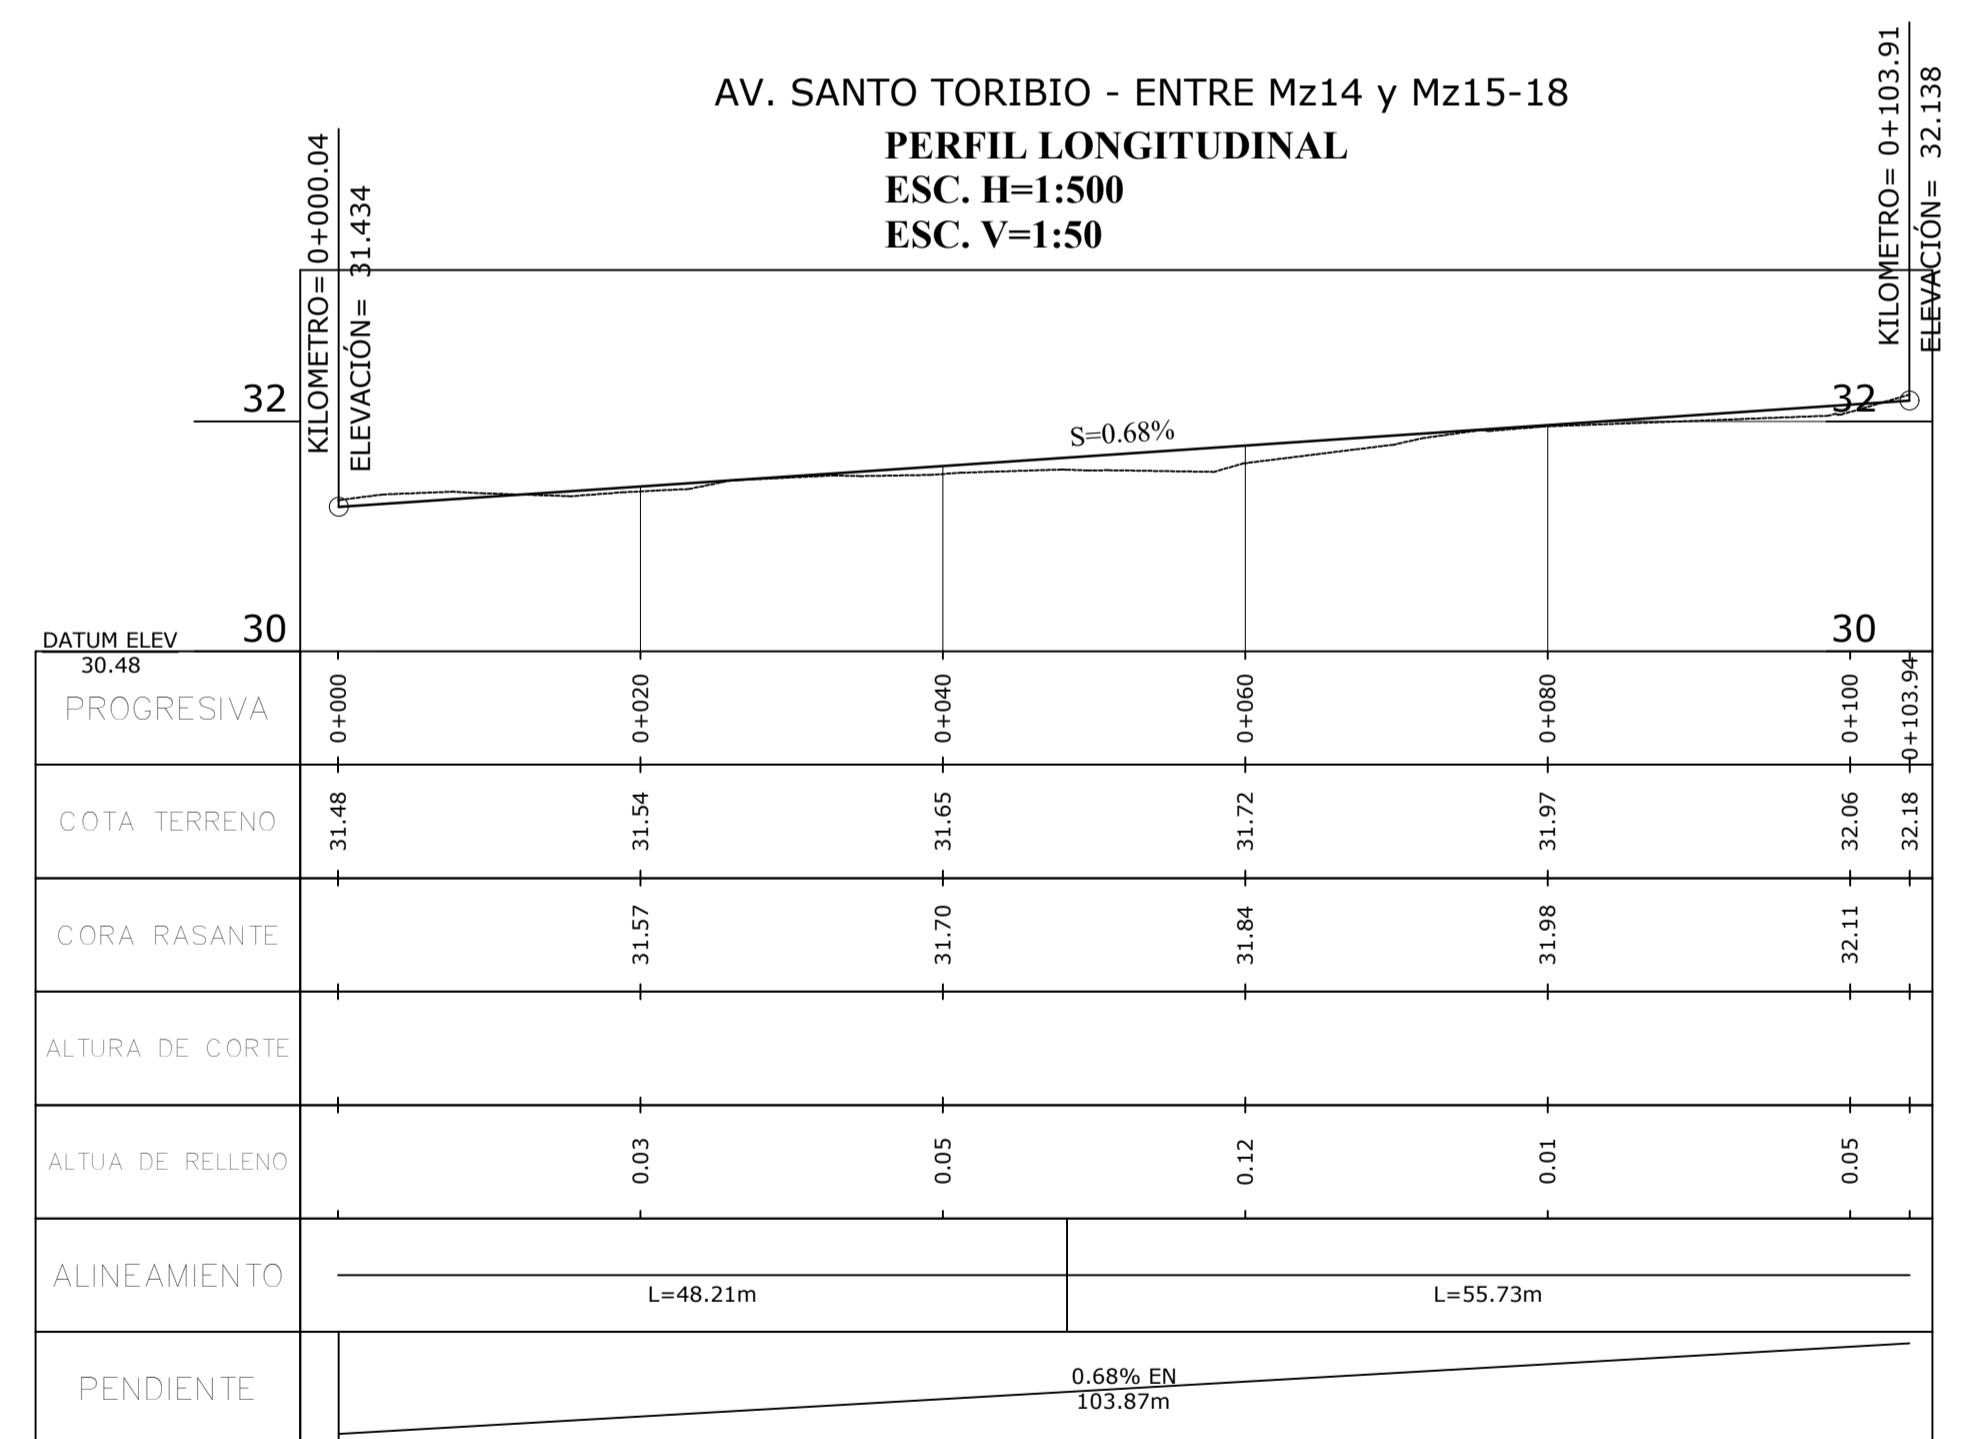 AV. SANTO TORIBIO - ENTRE Mz14 y Mz15-18
PERFIL LONGITUDINAL
ESC. H=1:500
ESC. V=1:50
KILOMETRO= 0+000.04
ELEVACIÓN= 31.434
KILOMETRO= 0+103.91
ELEVACIÓN= 32.138
32
32
S=0.68%
30
30
DATUM ELEV
30.48
PROGRESIVA
0+000
0+020
0+040
0+060
0+080
0+100
0+103.94
COTA TERRENO
31.48
31.54
31.65
31.72
31.97
32.06
32.18
CORA RASANTE
31.57
31.70
31.84
31.98
32.11
ALTURA DE CORTE
ALTUA DE RELLENO
0.03
0.05
0.12
0.01
0.05
ALINEAMIENTO
L=48.21m
L=55.73m
PENDIENTE
0.68% EN
103.87m